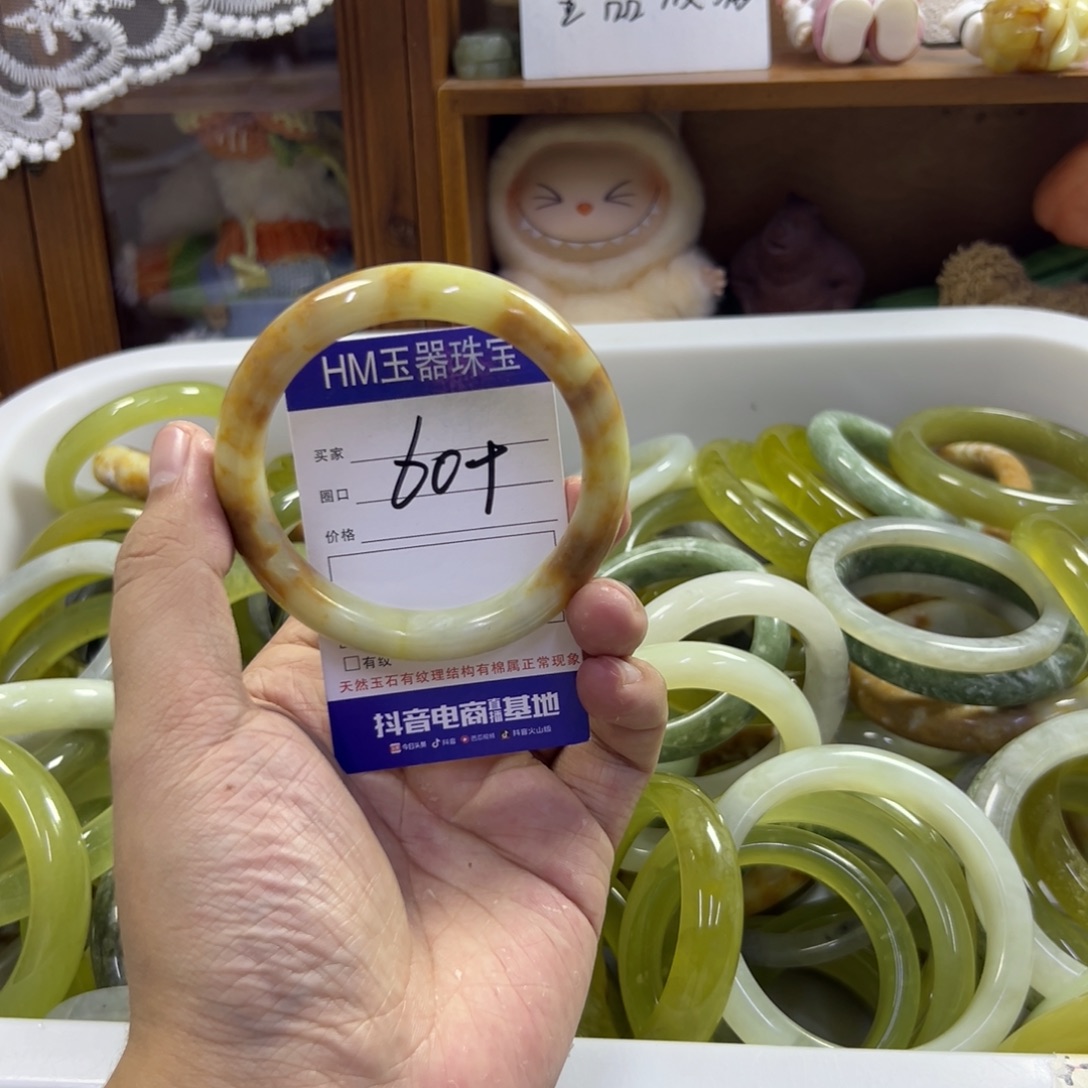 HM玉器珠宝
买家
60+
圈口
价格
□有纹
天然玉石有纹理结构有棉属正常现象
抖音电商直播基地
今日头条 抖音 西瓜视频 抖音火山版